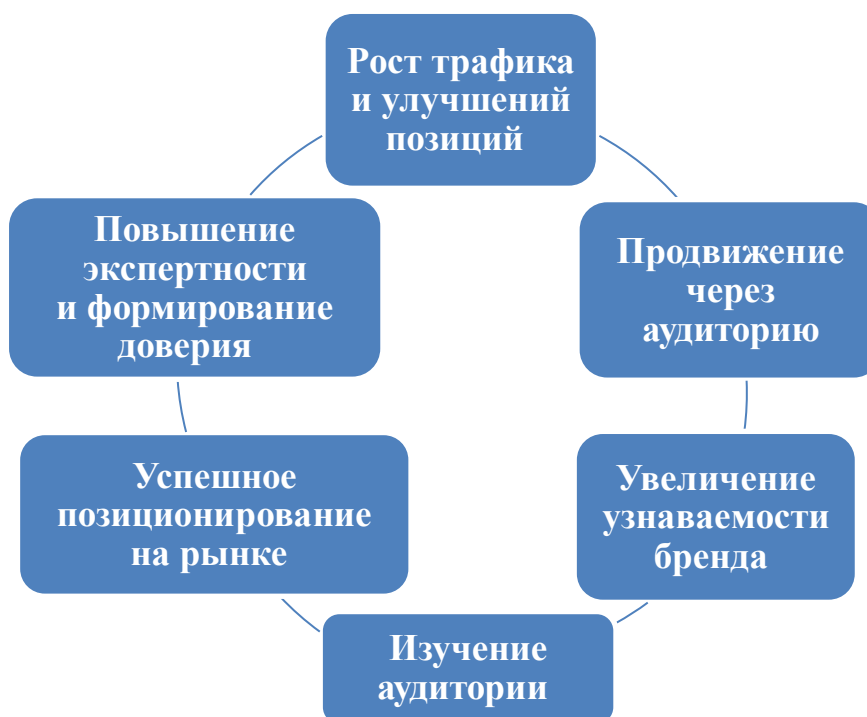 Рост трафика
и улучшений
позиций
Продвижение
через
аудиторию
Увеличение
узнаваемости
бренда
Изучение
аудитории
Успешное
позиционирование
на рынке
Повышение
экспертности
и формирование
доверия